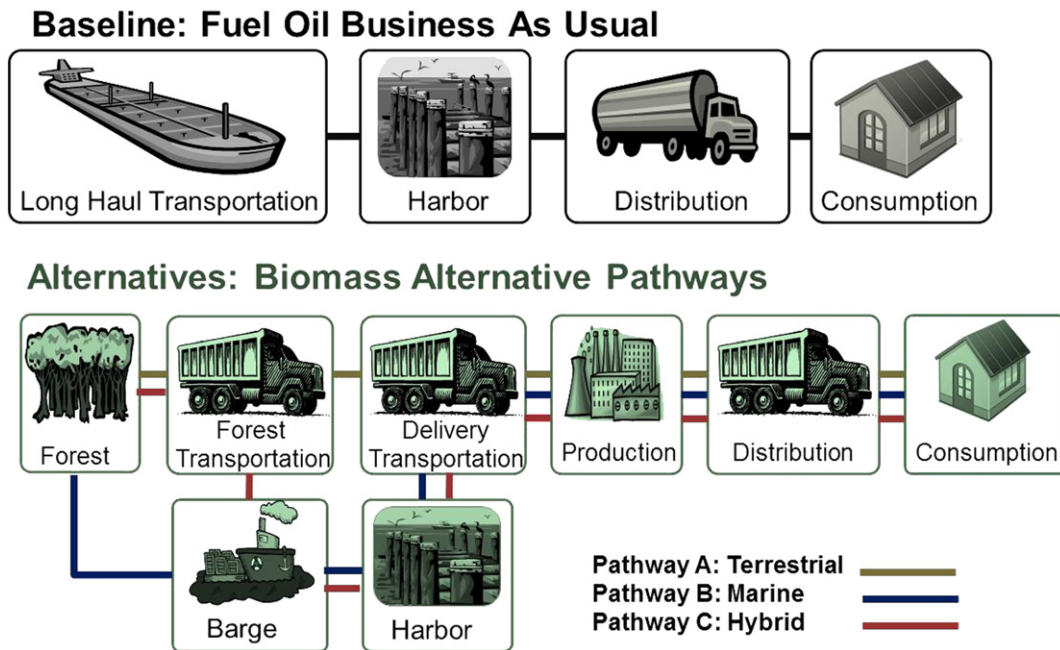 Baseline: Fuel Oil Business As Usual
Long Haul Transportation
Harbor
Distribution
Consumption
Alternatives: Biomass Alternative Pathways
Forest
Forest
Transportation
Delivery
Transportation
Production
Distribution
Consumption
Barge
Harbor
Pathway A: Terrestrial
Pathway B: Marine
Pathway C: Hybrid